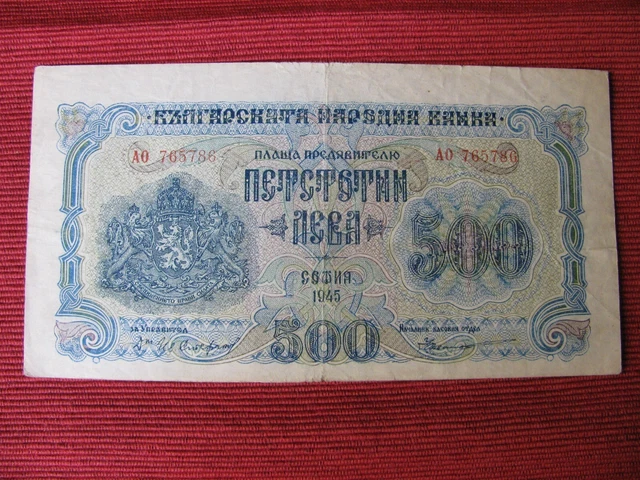 БЪЛГАРСКАТА НАРОДНА БАНКА
АО 765786
ПЛАЩА ПРЕДЯВИТЕЛЮ
АО 765786
ПЕТСТОТИН
ЛЕВА
500
СОФИЯ
1945
ЗА УПРАВИТЕЛ
НАЧАЛНИК КАСОВИЯ ОТДЕЛ
500